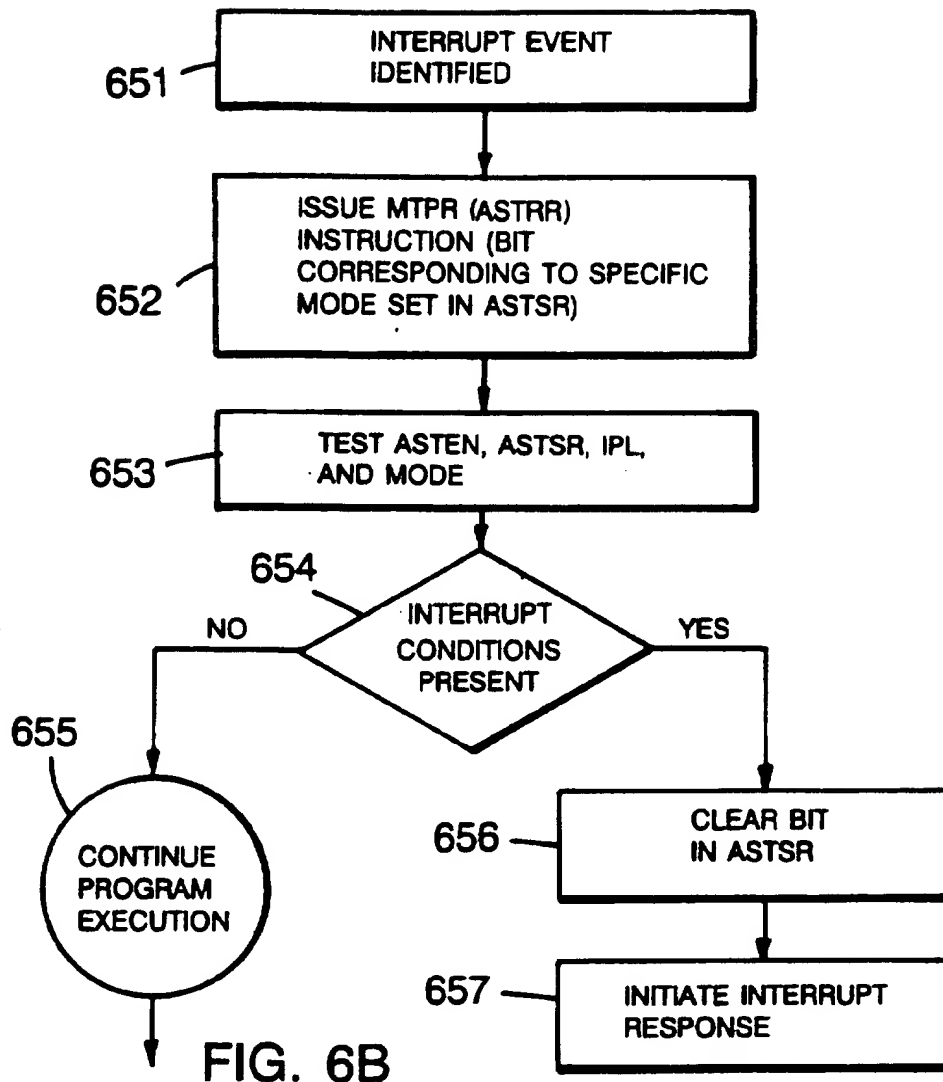 INTERRUPT EVENT
IDENTIFIED
651
ISSUE MTPR (ASTRR)
INSTRUCTION (BIT
CORRESPONDING TO SPECIFIC
MODE SET IN ASTSR)
652
TEST ASTEN, ASTSR, IPL,
AND MODE
653
654
INTERRUPT
CONDITIONS
PRESENT
NO
YES
655
CONTINUE
PROGRAM
EXECUTION
656
CLEAR BIT
IN ASTSR
657
INITIATE INTERRUPT
RESPONSE
FIG. 6B